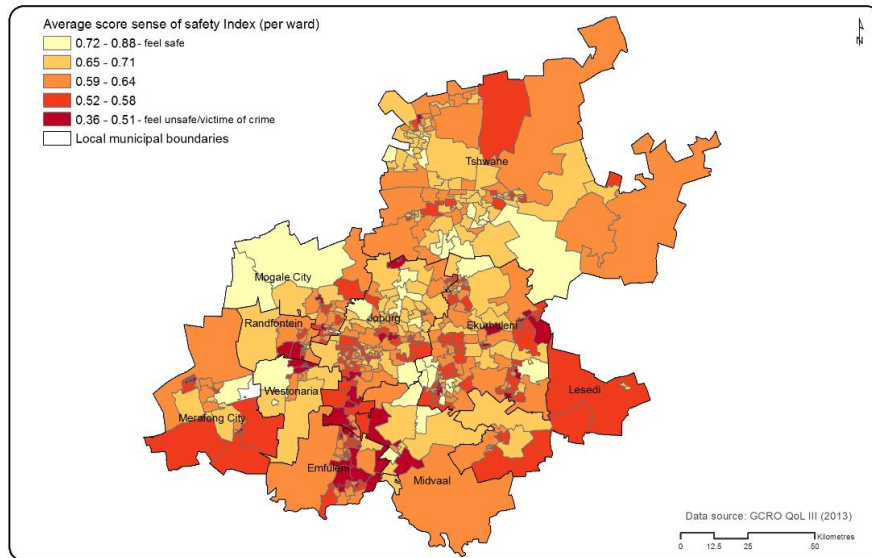 Average score sense of safety Index (per ward)
0.72 - 0.88 - feel safe
0.65 - 0.71
0.59 - 0.64
0.52 - 0.58
0.36 - 0.51 - feel unsafe/victime of crime
Local municipal boundaries
N
Tshwane
Mogale City
Randfontein
Joburg
Ekurhuleni
Westonaria
Lesedi
Merafong City
Emfuleni
Midvaal
Data source: GCRO QoL III (2013)
Kilometres
0 12.5 25 50